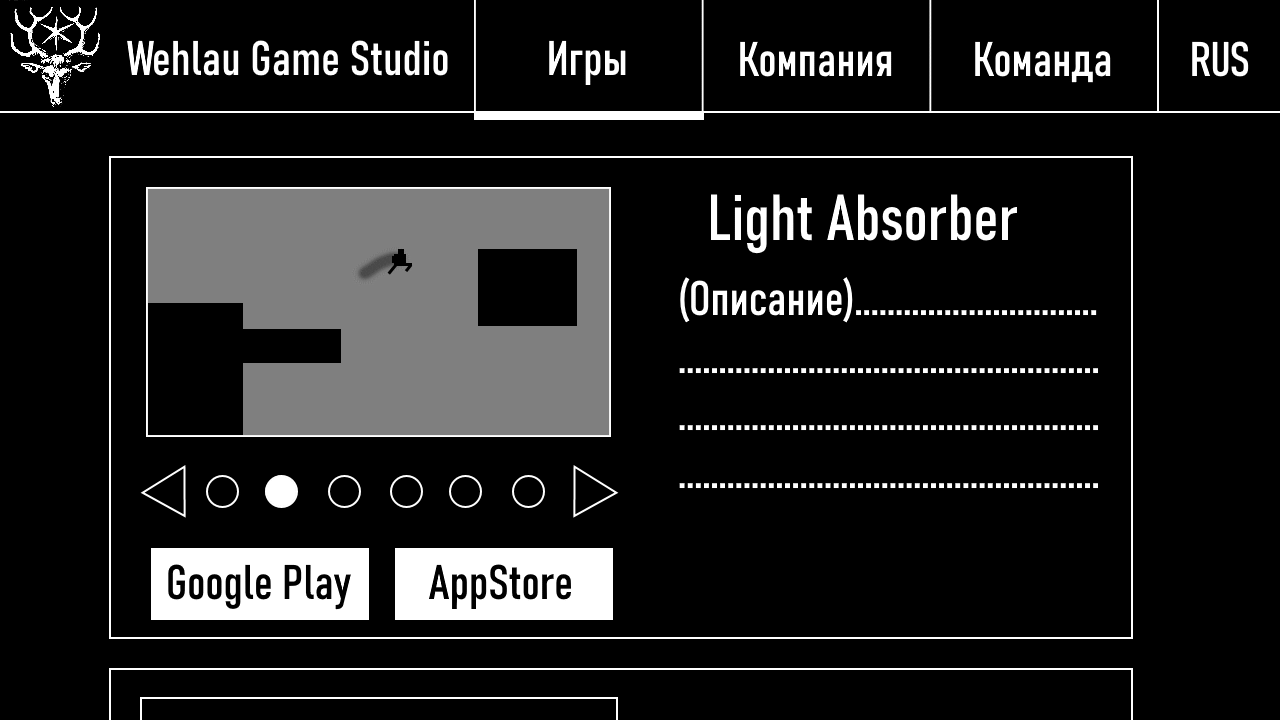 Wehlau Game Studio
Игры
Компания
Команда
RUS
Light Absorber
(Описание)..............................
....................................................
....................................................
....................................................
Google Play
AppStore